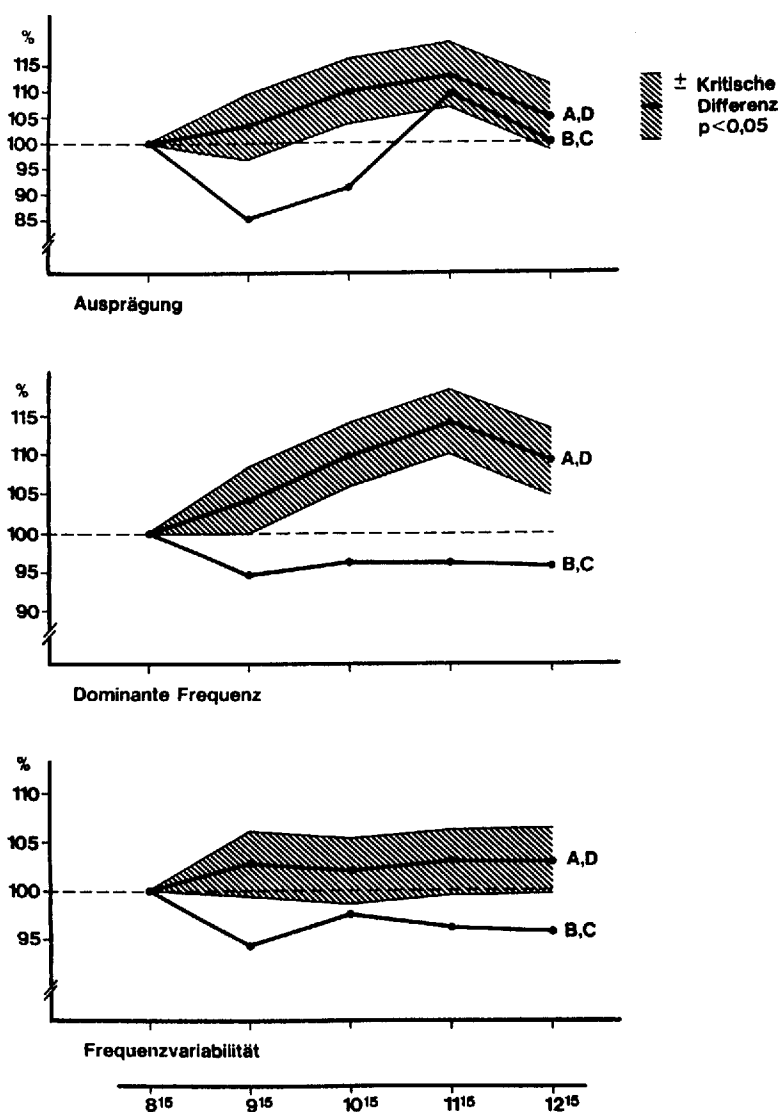 %
115
110
105
100
95
90
85
A,D
B,C
± Kritische
Differenz
p<0,05
Ausprägung
%
115
110
105
100
95
90
A,D
B,C
Dominante Frequenz
%
110
105
100
95
A,D
B,C
Frequenzvariabilität
8¹⁵ 9¹⁵ 10¹⁵ 11¹⁵ 12¹⁵